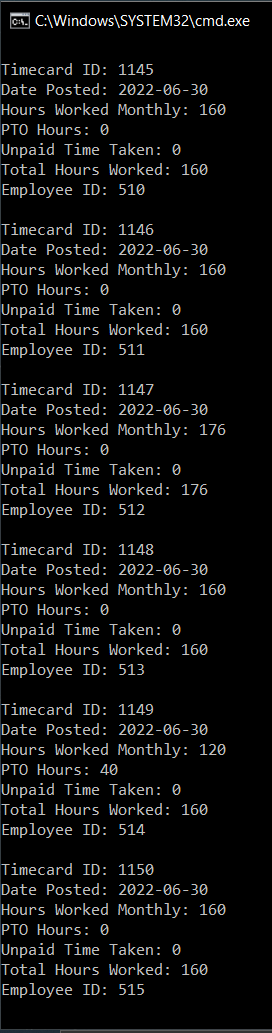 C:\Windows\SYSTEM32\cmd.exe
Timecard ID: 1145
Date Posted: 2022-06-30
Hours Worked Monthly: 160
PTO Hours: 0
Unpaid Time Taken: 0
Total Hours Worked: 160
Employee ID: 510
Timecard ID: 1146
Date Posted: 2022-06-30
Hours Worked Monthly: 160
PTO Hours: 0
Unpaid Time Taken: 0
Total Hours Worked: 160
Employee ID: 511
Timecard ID: 1147
Date Posted: 2022-06-30
Hours Worked Monthly: 176
PTO Hours: 0
Unpaid Time Taken: 0
Total Hours Worked: 176
Employee ID: 512
Timecard ID: 1148
Date Posted: 2022-06-30
Hours Worked Monthly: 160
PTO Hours: 0
Unpaid Time Taken: 0
Total Hours Worked: 160
Employee ID: 513
Timecard ID: 1149
Date Posted: 2022-06-30
Hours Worked Monthly: 120
PTO Hours: 40
Unpaid Time Taken: 0
Total Hours Worked: 160
Employee ID: 514
Timecard ID: 1150
Date Posted: 2022-06-30
Hours Worked Monthly: 160
PTO Hours: 0
Unpaid Time Taken: 0
Total Hours Worked: 160
Employee ID: 515